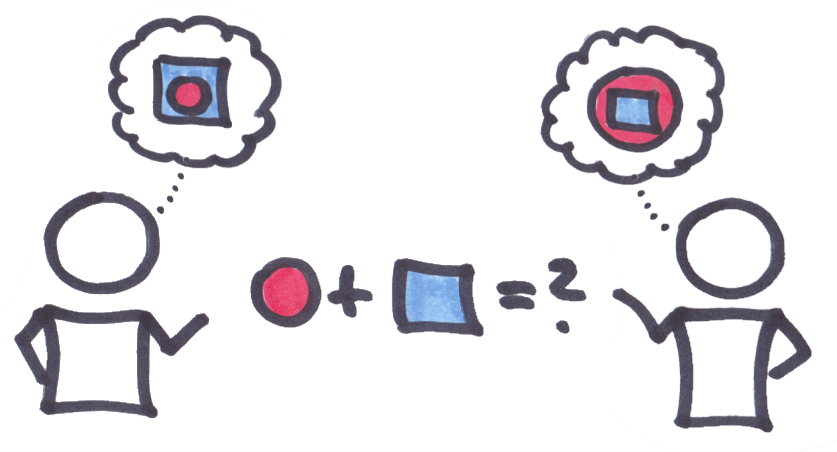 + = ?